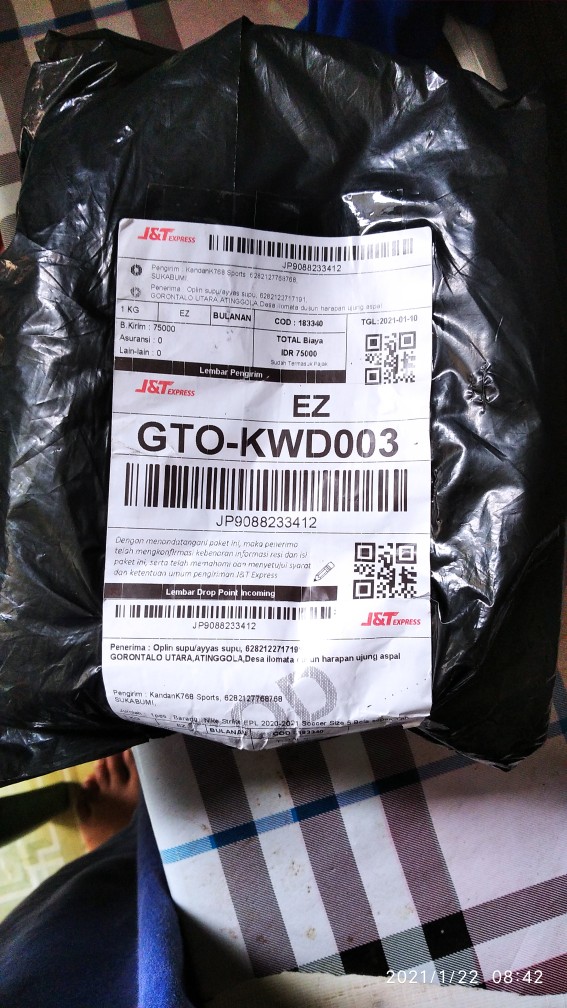 J&T EXPRESS
JP9088233412
Pengirim : KandanK768 Sports, 6282127768768,
SUKABUMI,
Penerima : Oplin supu/ayyas supu, 6282122717191,
GORONTALO UTARA,ATINGGOLA,Desa ilomata dusun harapan ujung aspal
1 KG EZ BULANAN COD : 183340 TGL:2021-01-10
B.Kirim : 75000 TOTAL Biaya
Asuransi : 0 IDR 75000
Lain-lain : 0 Sudah Termasuk Pajak
Lembar Pengirim
J&T EXPRESS
EZ
GTO-KWD003
JP9088233412
Dengan menandatangani paket ini, maka penerima
telah mengkonfirmasi kebenaran informasi resi dan isi
paket ini, serta telah memahami dan menyetujui syarat
dan ketentuan umum pengiriman J&T Express
Lembar Drop Point Incoming
JP9088233412
J&T EXPRESS
Penerima : Oplin supu/ayyas supu, 6282122717191
GORONTALO UTARA,ATINGGOLA,Desa ilomata dusun harapan ujung aspal
Pengirim : KandanK768 Sports, 6282127768768
SUKABUMI,
Nike Strike EPL 2020-2021 Soccer Size 5
EZ BULANAN COD : 183340
2021/1/22 08:42